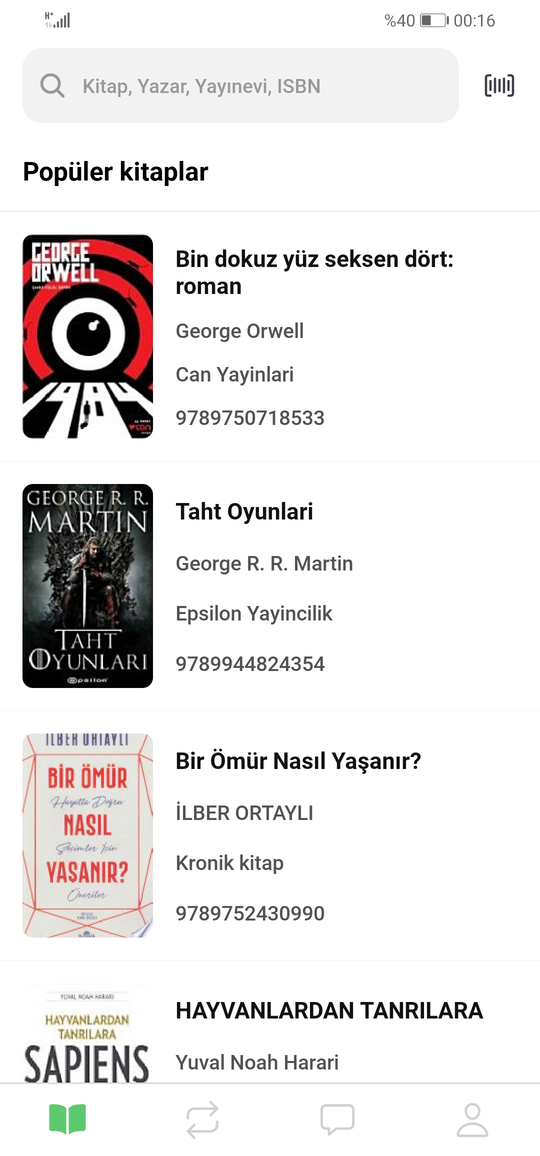 %40 00:16
Kitap, Yazar, Yayınevi, ISBN
Popüler kitaplar
GEORGE
ORWELL
1984
can
Bin dokuz yüz seksen dört:
roman
George Orwell
Can Yayinlari
9789750718533
GEORGE R. R.
MARTIN
TAHT
OYUNLARI
epsilon
Taht Oyunlari
George R. R. Martin
Epsilon Yayincilik
9789944824354
İLBER ORTAYLI
BİR ÖMÜR
Hayatta Doğru
NASIL
Seçimler İçin
YAŞANIR?
Öneriler
Bir Ömür Nasıl Yaşanır?
İLBER ORTAYLI
Kronik kitap
9789752430990
YUVAL NOAH HARARI
HAYVANLARDAN
TANRILARA
SAPIENS
HAYVANLARDAN TANRILARA
Yuval Noah Harari